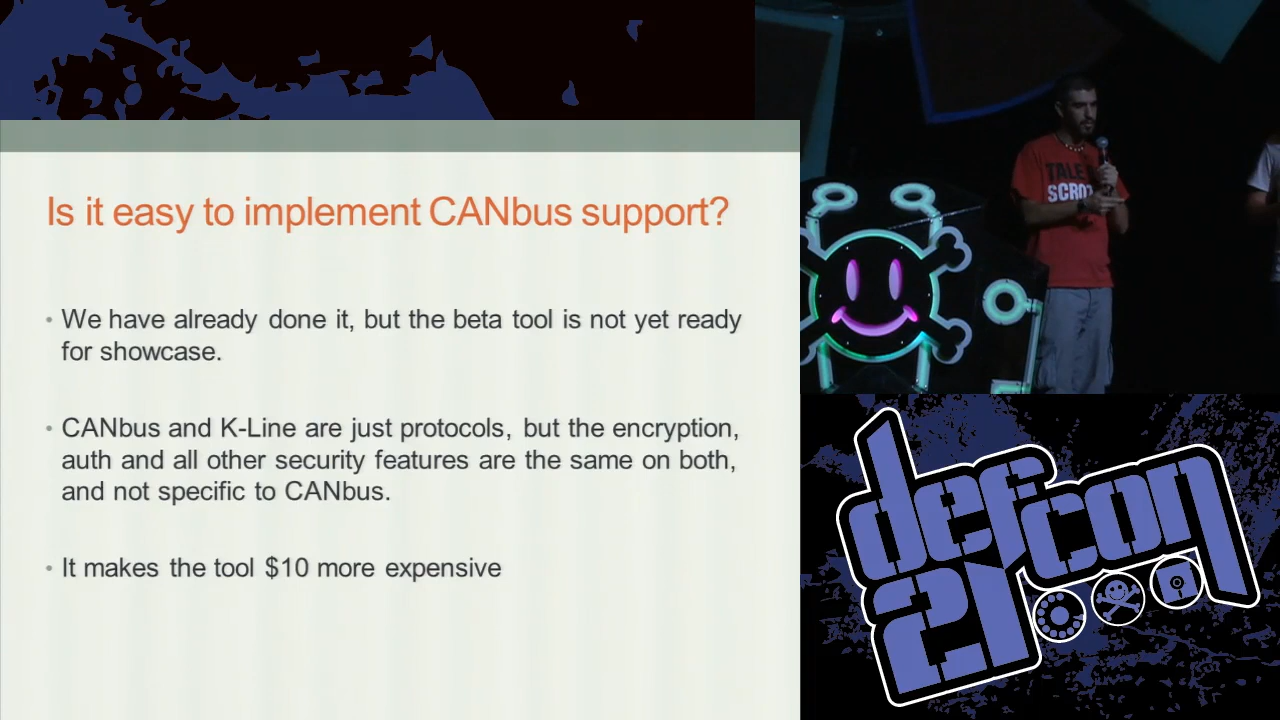 Is it easy to implement CANbus support?
• We have already done it, but the beta tool is not yet ready
for showcase.
• CANbus and K-Line are just protocols, but the encryption,
auth and all other security features are the same on both,
and not specific to CANbus.
• It makes the tool $10 more expensive
TALE
SCRO
defcon
21